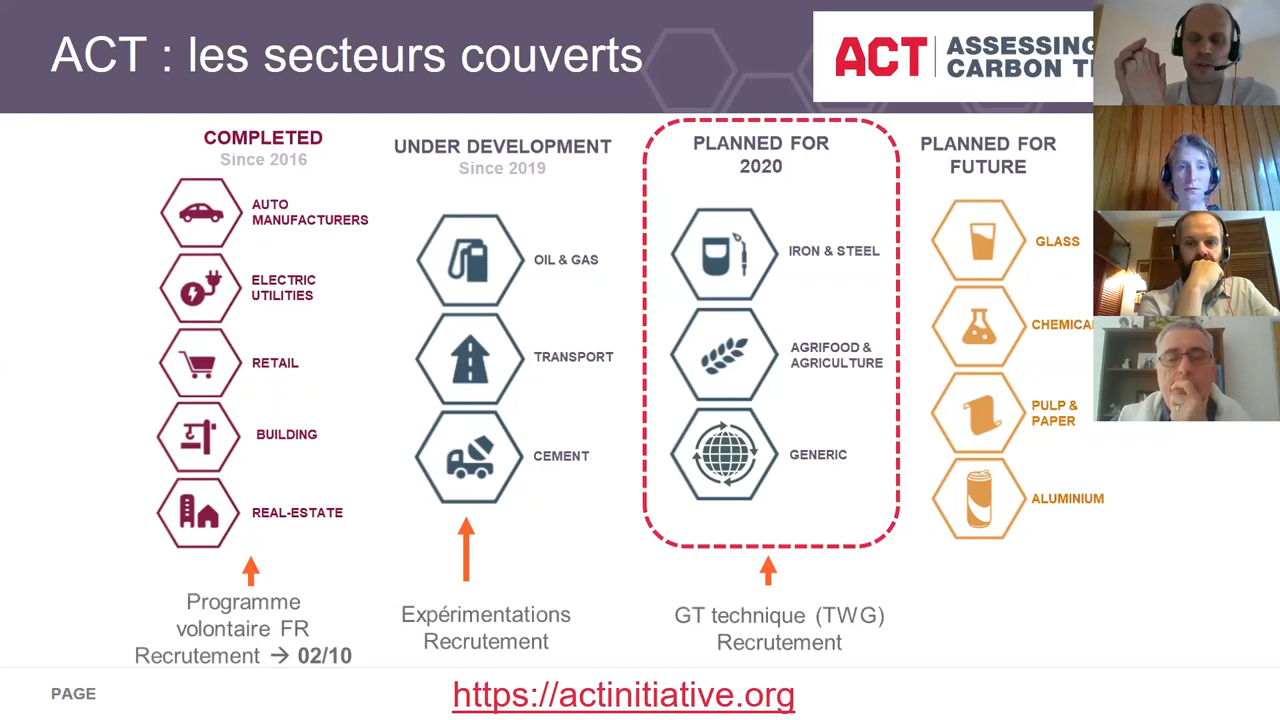 ACT : les secteurs couverts
ACT
ASSESSING
CARBON
COMPLETED
Since 2016
AUTO
MANUFACTURERS
ELECTRIC
UTILITIES
RETAIL
BUILDING
REAL-ESTATE
Programme
volontaire FR
Recrutement → 02/10
UNDER DEVELOPMENT
Since 2019
OIL & GAS
TRANSPORT
CEMENT
Expérimentations
Recrutement
PLANNED FOR
2020
IRON & STEEL
AGRIFOOD &
AGRICULTURE
GENERIC
GT technique (TWG)
Recrutement
PLANNED FOR
FUTURE
GLASS
PULP &
PAPER
ALUMINIUM
PAGE
https://actinitiative.org